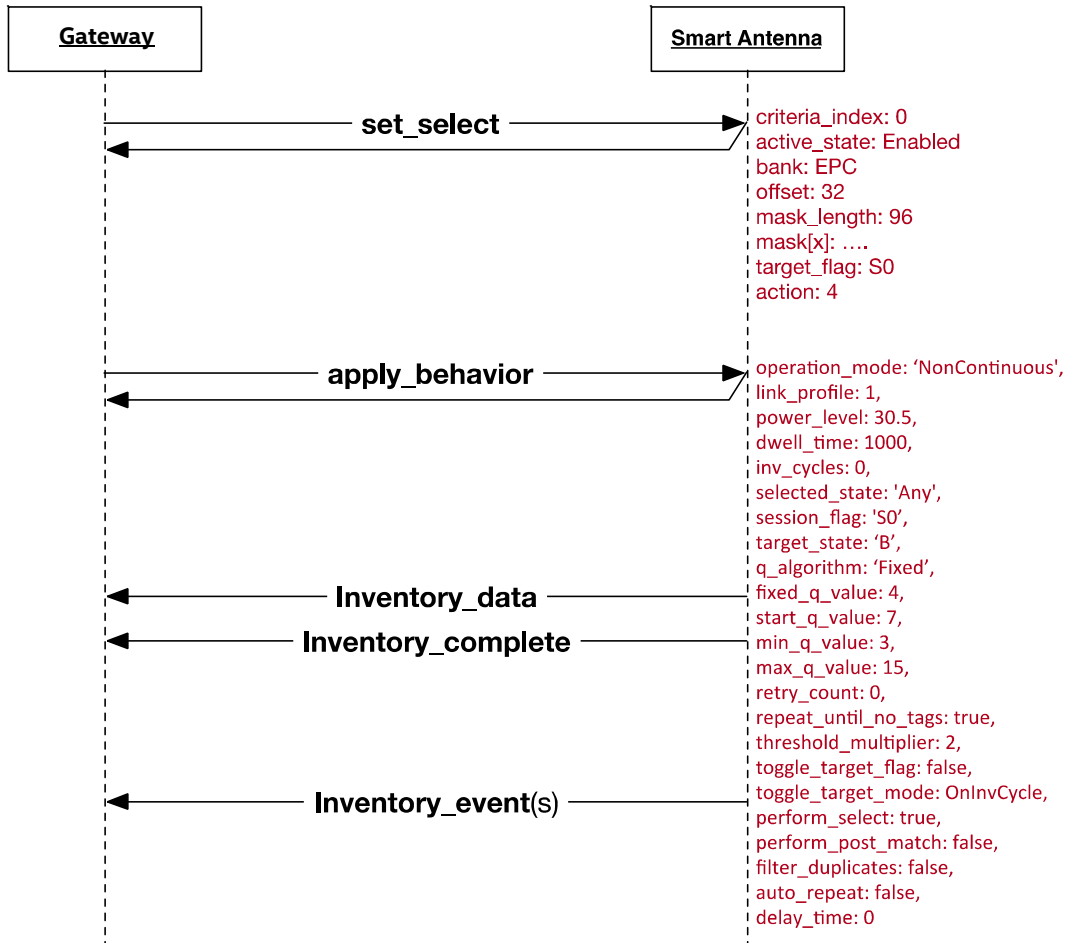 Gateway
Smart Antenna
set_select
criteria_index: 0
active_state: Enabled
bank: EPC
offset: 32
mask_length: 96
mask[x]: ....
target_flag: S0
action: 4
apply_behavior
operation_mode: ‘NonContinuous',
link_profile: 1,
power_level: 30.5,
dwell_time: 1000,
inv_cycles: 0,
selected_state: 'Any',
session_flag: 'S0’,
target_state: ‘B’,
q_algorithm: ‘Fixed’,
Inventory_data
fixed_q_value: 4,
start_q_value: 7,
Inventory_complete
min_q_value: 3,
max_q_value: 15,
retry_count: 0,
repeat_until_no_tags: true,
threshold_multiplier: 2,
toggle_target_flag: false,
toggle_target_mode: OnInvCycle,
Inventory_event(s)
perform_select: true,
perform_post_match: false,
filter_duplicates: false,
auto_repeat: false,
delay_time: 0